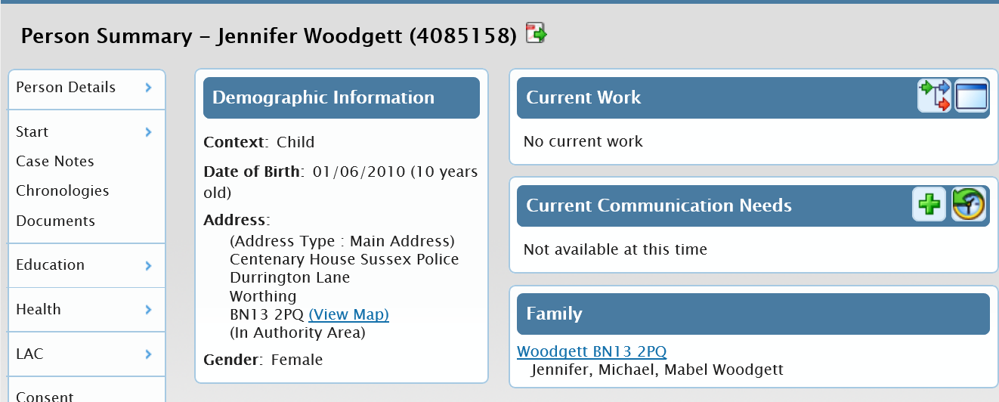 Person Summary – Jennifer Woodgett (4085158)
Person Details
Start
Case Notes
Chronologies
Documents
Education
Health
LAC
Consent
Demographic Information
Context: Child
Date of Birth: 01/06/2010 (10 years
old)
Address:
(Address Type : Main Address)
Centenary House Sussex Police
Durrington Lane
Worthing
BN13 2PQ (View Map)
(In Authority Area)
Gender: Female
Current Work
No current work
Current Communication Needs
Not available at this time
Family
Woodgett BN13 2PQ
Jennifer, Michael, Mabel Woodgett